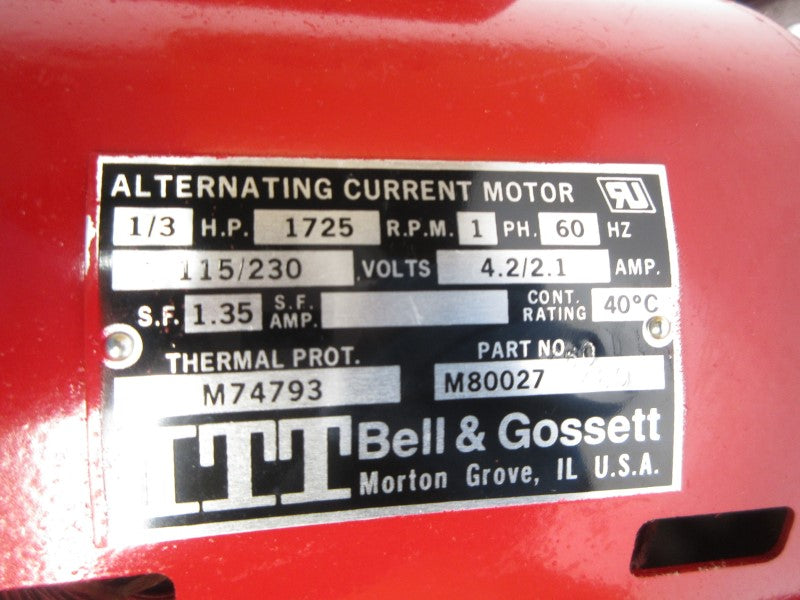 ALTERNATING CURRENT MOTOR RU
1/3 H.P. 1725 R.P.M. 1 PH. 60 HZ
115/230 VOLTS 4.2/2.1 AMP.
S.F. 1.35 S.F. AMP. CONT. RATING 40°C
THERMAL PROT. PART NO.
M74793 M80027
ITT Bell & Gossett
Morton Grove, IL U.S.A.